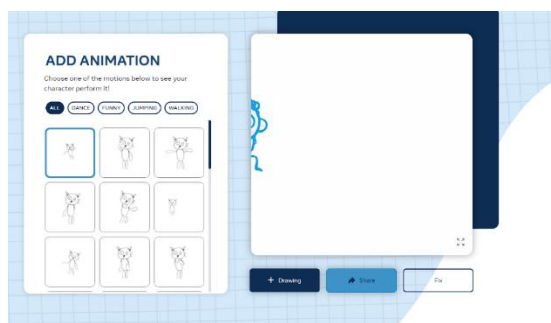 ADD ANIMATION
Choose one of the motions below to see your
character perform it!
ALL DANCE FUNNY JUMPING WALKING
+ Drawing Share Fix